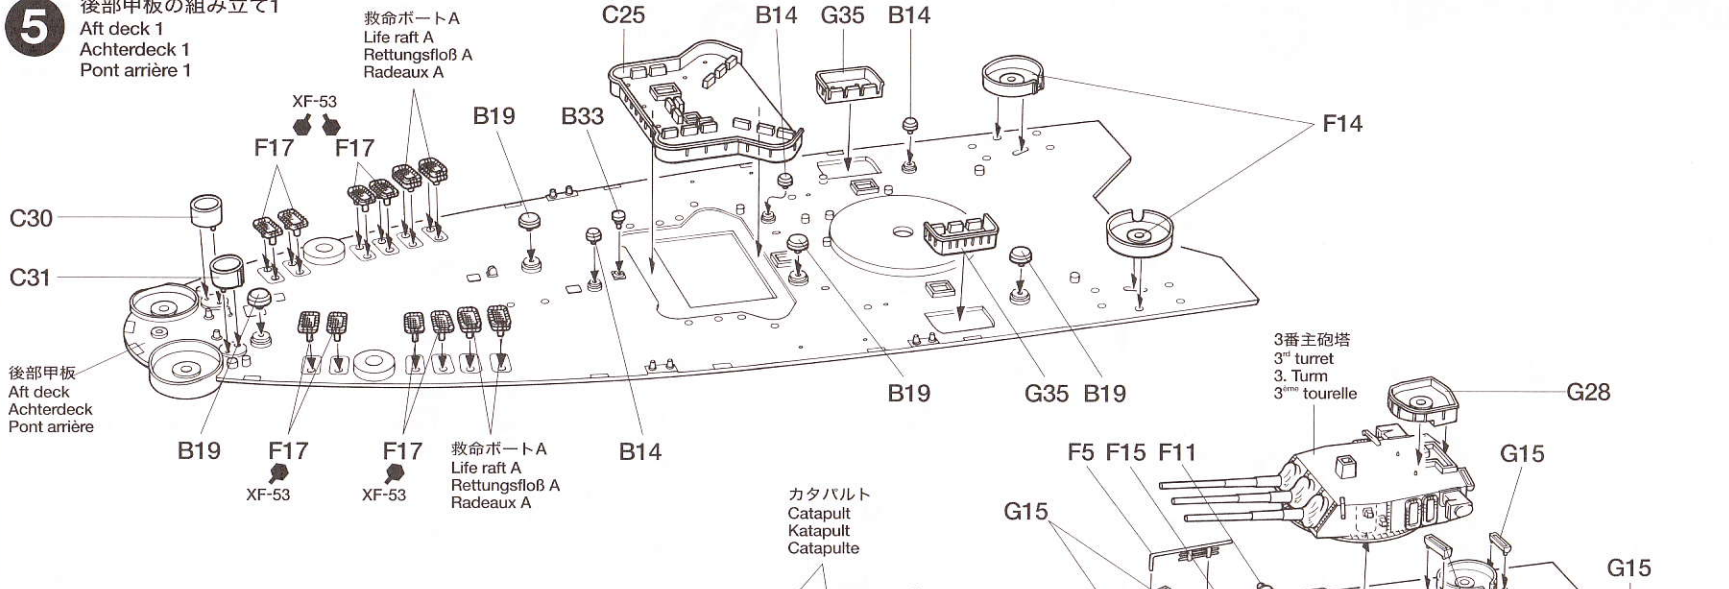 5
後部甲板の組み立て1
Aft deck 1
Achterdeck 1
Pont arrière 1
救命ボートA
Life raft A
Rettungsfloß A
Radeaux A
C25
B14
G35
B14
XF-53
F17
F17
B19
B33
F14
C30
C31
後部甲板
Aft deck
Achterdeck
Pont arrière
B19
F17
XF-53
F17
XF-53
救命ボートA
Life raft A
Rettungsfloß A
Radeaux A
B14
B19
G35
B19
3番主砲塔
3rd turret
3. Turm
3ème tourelle
G28
F5
F15
F11
G15
G15
カタパルト
Catapult
Katapult
Catapulte
G15